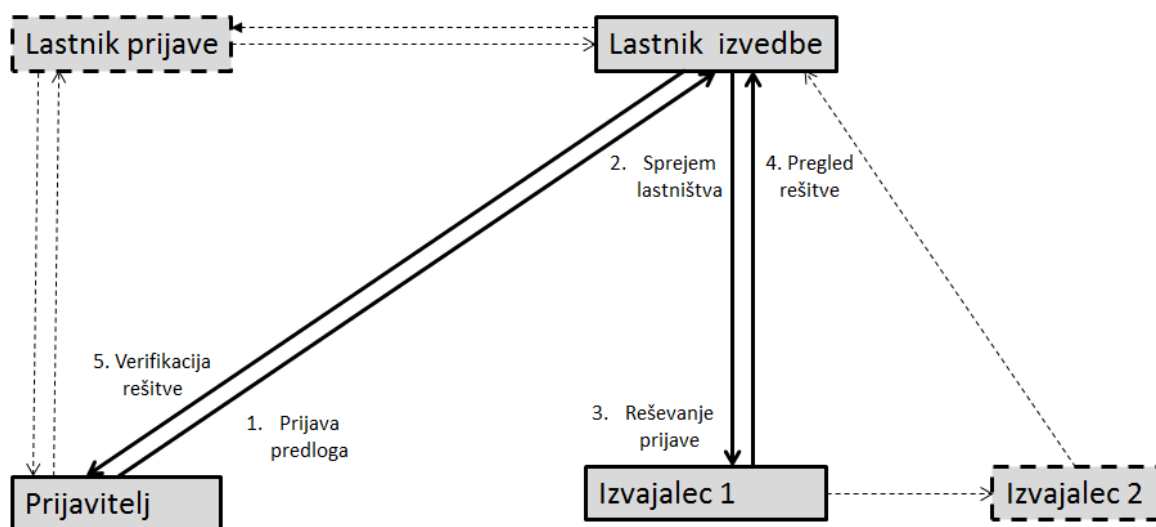 Lastnik prijave
Lastnik izvedbe
2. Sprejem
lastništva
4. Pregled
rešitve
5. Verifikacija
rešitve
1. Prijava
predloga
3. Reševanje
prijave
Prijavitelj
Izvajalec 1
Izvajalec 2